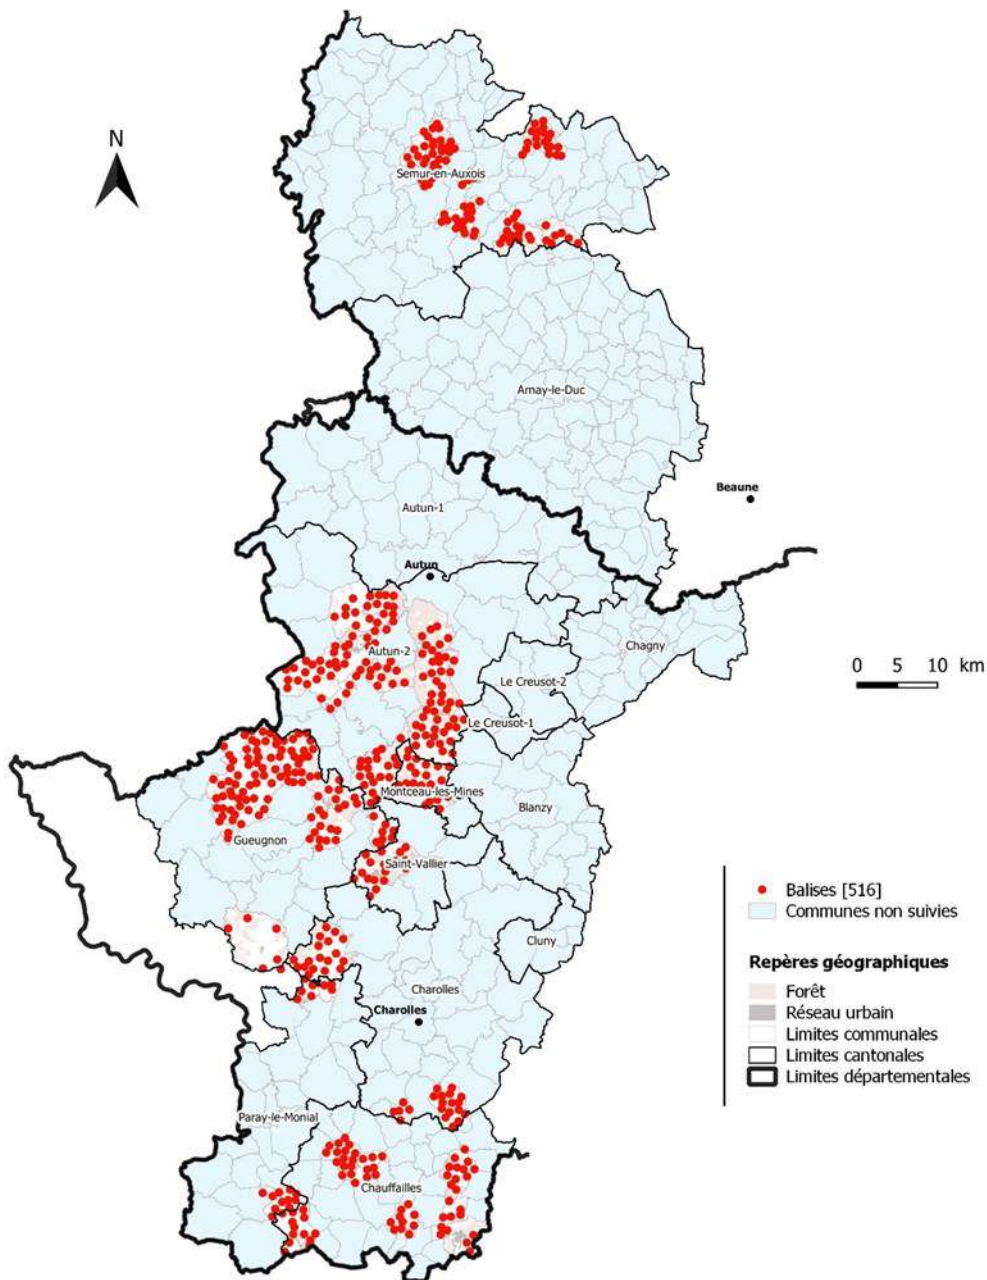 N
Semur-en-Auxois
Arnay-le-Duc
Beaune
Autun-1
Autun
Chagny
Autun-2
Le Creusot-2
0 5 10 km
Le Creusot-1
Montceau-les-Mines
Blanzy
Gueugnon
Saint-Vallier
Cluny
Charolles
Charolles
Paray-le-Monial
Chauffailles
Balises [516]
Communes non suivies
Repères géographiques
Forêt
Réseau urbain
Limites communales
Limites cantonales
Limites départementales